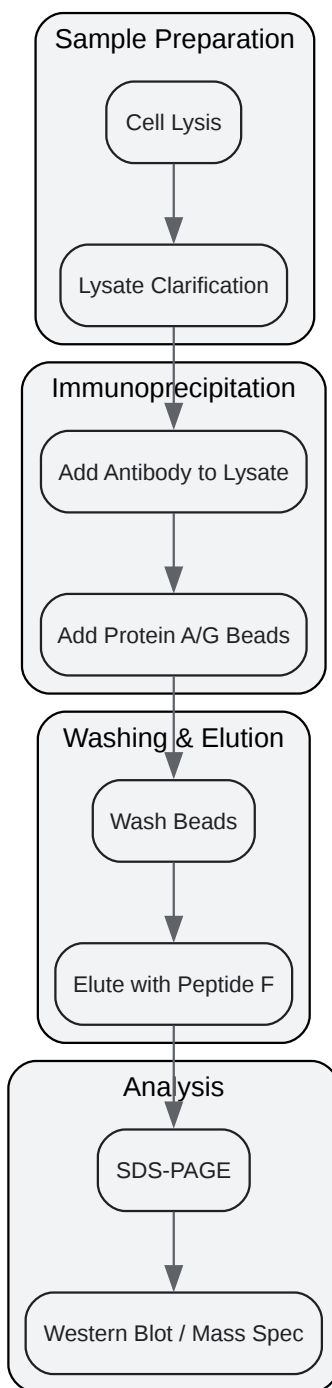 Sample Preparation
Cell Lysis
Lysate Clarification
Immunoprecipitation
Add Antibody to Lysate
Add Protein A/G Beads
Washing & Elution
Wash Beads
Elute with Peptide F
Analysis
SDS-PAGE
Western Blot / Mass Spec